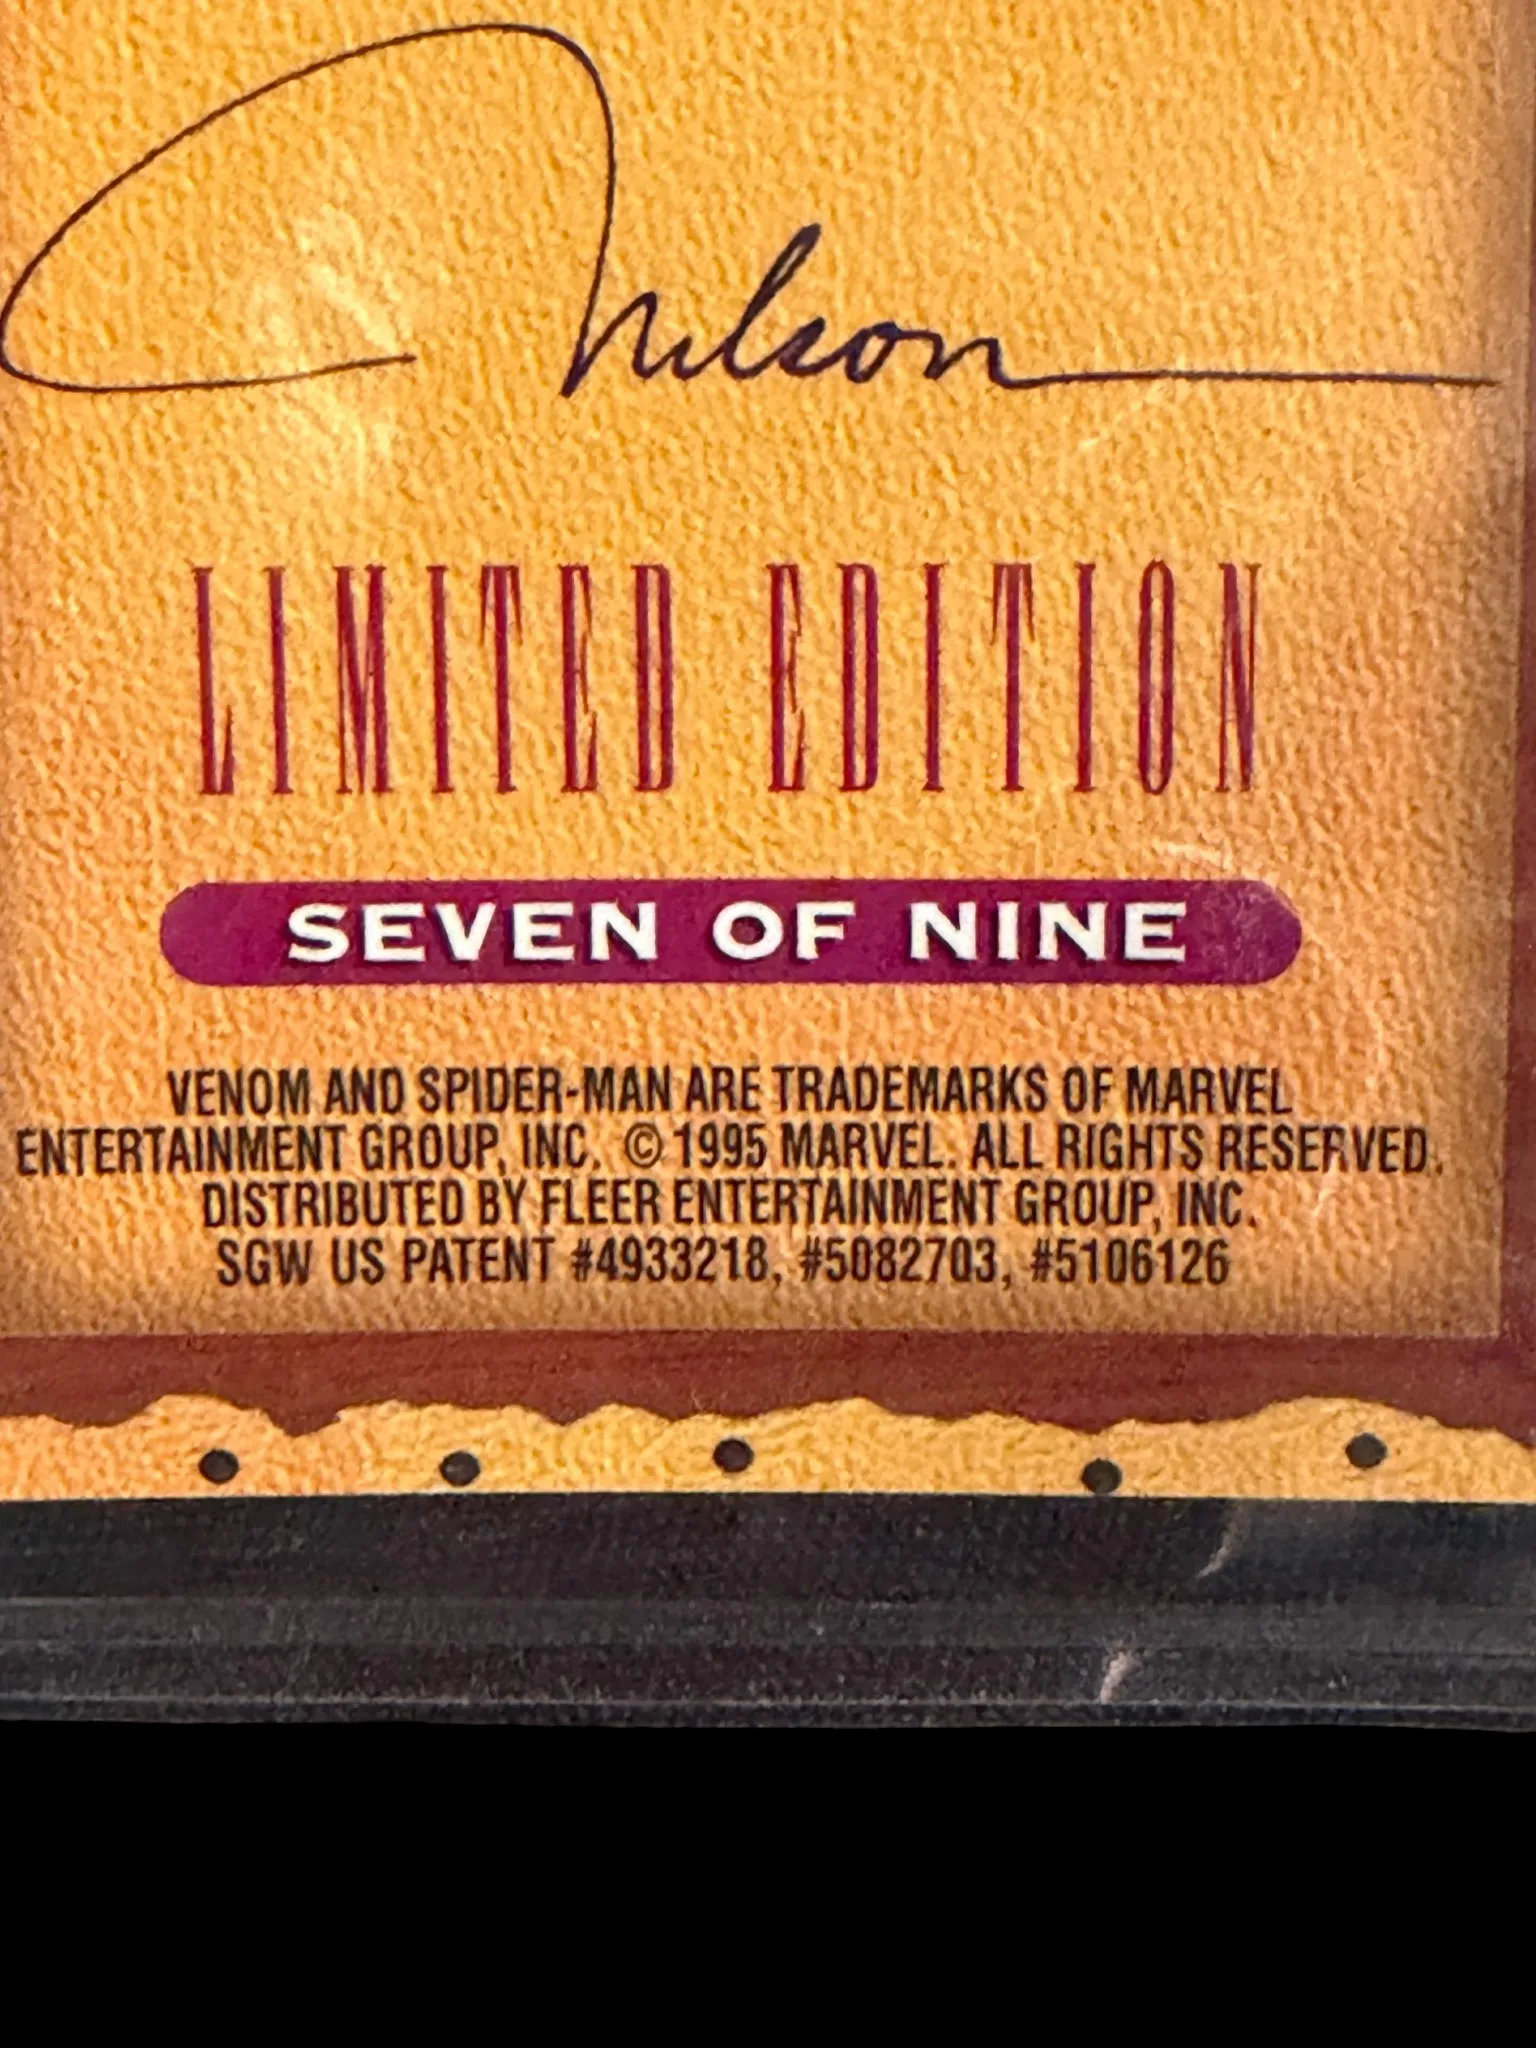 Nelson
LIMITED EDITION
SEVEN OF NINE
VENOM AND SPIDER-MAN ARE TRADEMARKS OF MARVEL
ENTERTAINMENT GROUP, INC. © 1995 MARVEL. ALL RIGHTS RESERVED.
DISTRIBUTED BY FLEER ENTERTAINMENT GROUP, INC.
SGW US PATENT #4933218, #5082703, #5106126